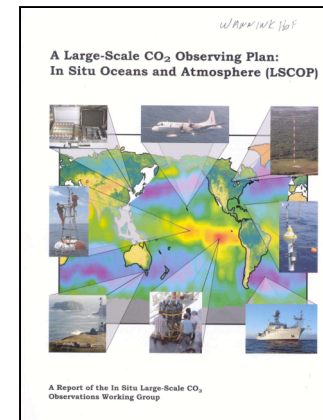 WANNINKHOF
A Large-Scale CO₂ Observing Plan:
In Situ Oceans and Atmosphere (LSCOP)
A Report of the In Situ Large-Scale CO₂
Observations Working Group